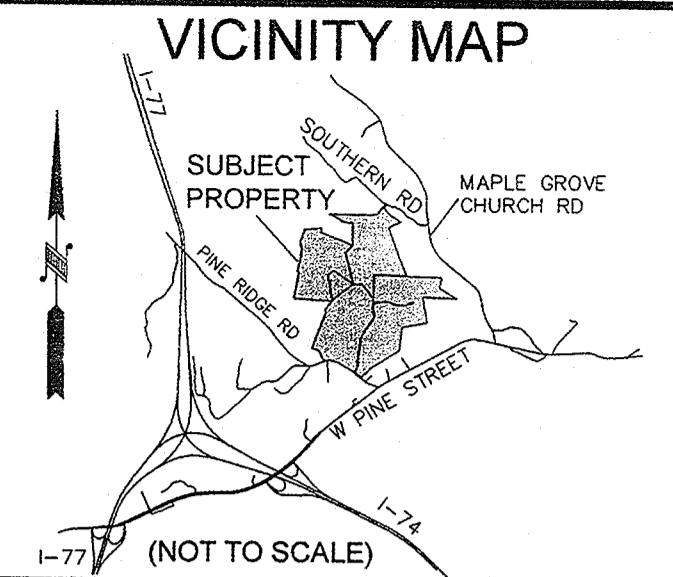 VICINITY MAP
I-77
SOUTHERN RD
SUBJECT
PROPERTY
MAPLE GROVE
CHURCH RD
N
PINE RIDGE RD
W PINE STREET
I-74
I-77
(NOT TO SCALE)